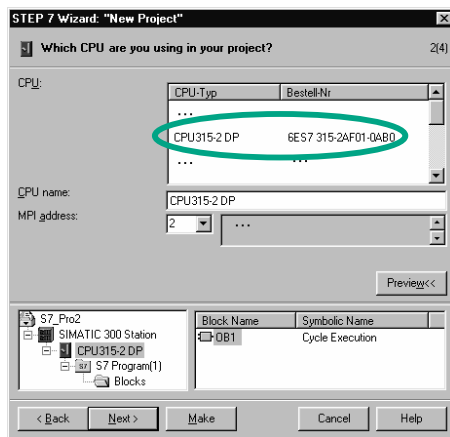 STEP 7 Wizard: "New Project"
Which CPU are you using in your project? 2(4)
CPU:
CPU-Typ Bestell-Nr
...
CPU315-2 DP 6ES7 315-2AF01-0AB0
... ...
CPU name:
CPU315-2 DP
MPI address:
2 ...
Preview<<
S7_Pro2
SIMATIC 300 Station
CPU315-2 DP
S7 Program(1)
Blocks
Block Name Symbolic Name
OB1 Cycle Execution
< Back Next > Make Cancel Help